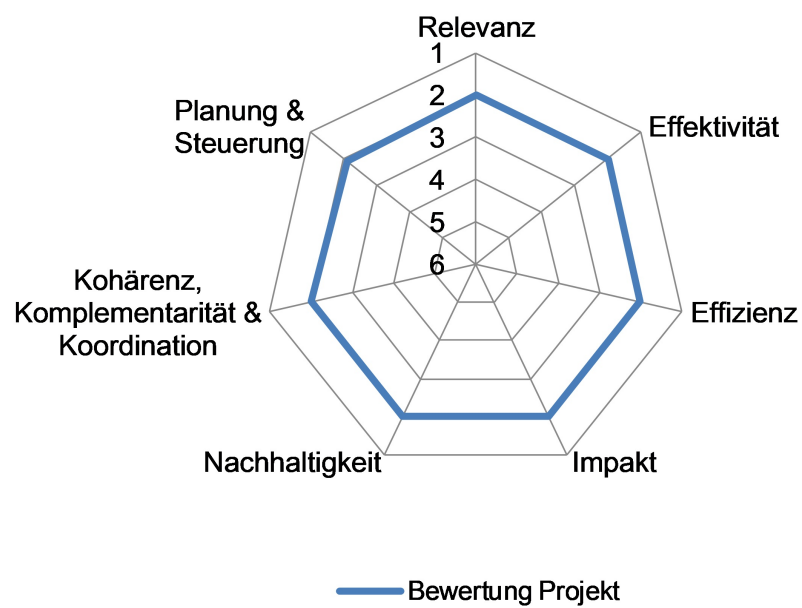 Relevanz
1
2
3
4
5
6
Effektivität
Effizienz
Impakt
Nachhaltigkeit
Kohärenz,
Komplementarität &
Koordination
Planung &
Steuerung
Bewertung Projekt